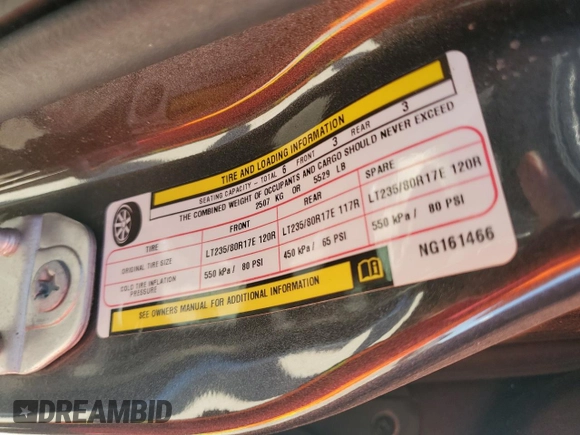 TIRE AND LOADING INFORMATION
SEATING CAPACITY - TOTAL 6 FRONT 3 REAR 3
THE COMBINED WEIGHT OF OCCUPANTS AND CARGO SHOULD NEVER EXCEED
2507 KG OR 5529 LB
TIRE FRONT REAR SPARE
ORIGINAL TIRE SIZE LT235/80R17E 120R LT235/80R17E 117R LT235/80R17E 120R
COLD TIRE INFLATION PRESSURE 550 kPa/ 80 PSI 450 kPa/ 65 PSI 550 kPa/ 80 PSI
SEE OWNERS MANUAL FOR ADDITIONAL INFORMATION
NG161466
DREAMBID